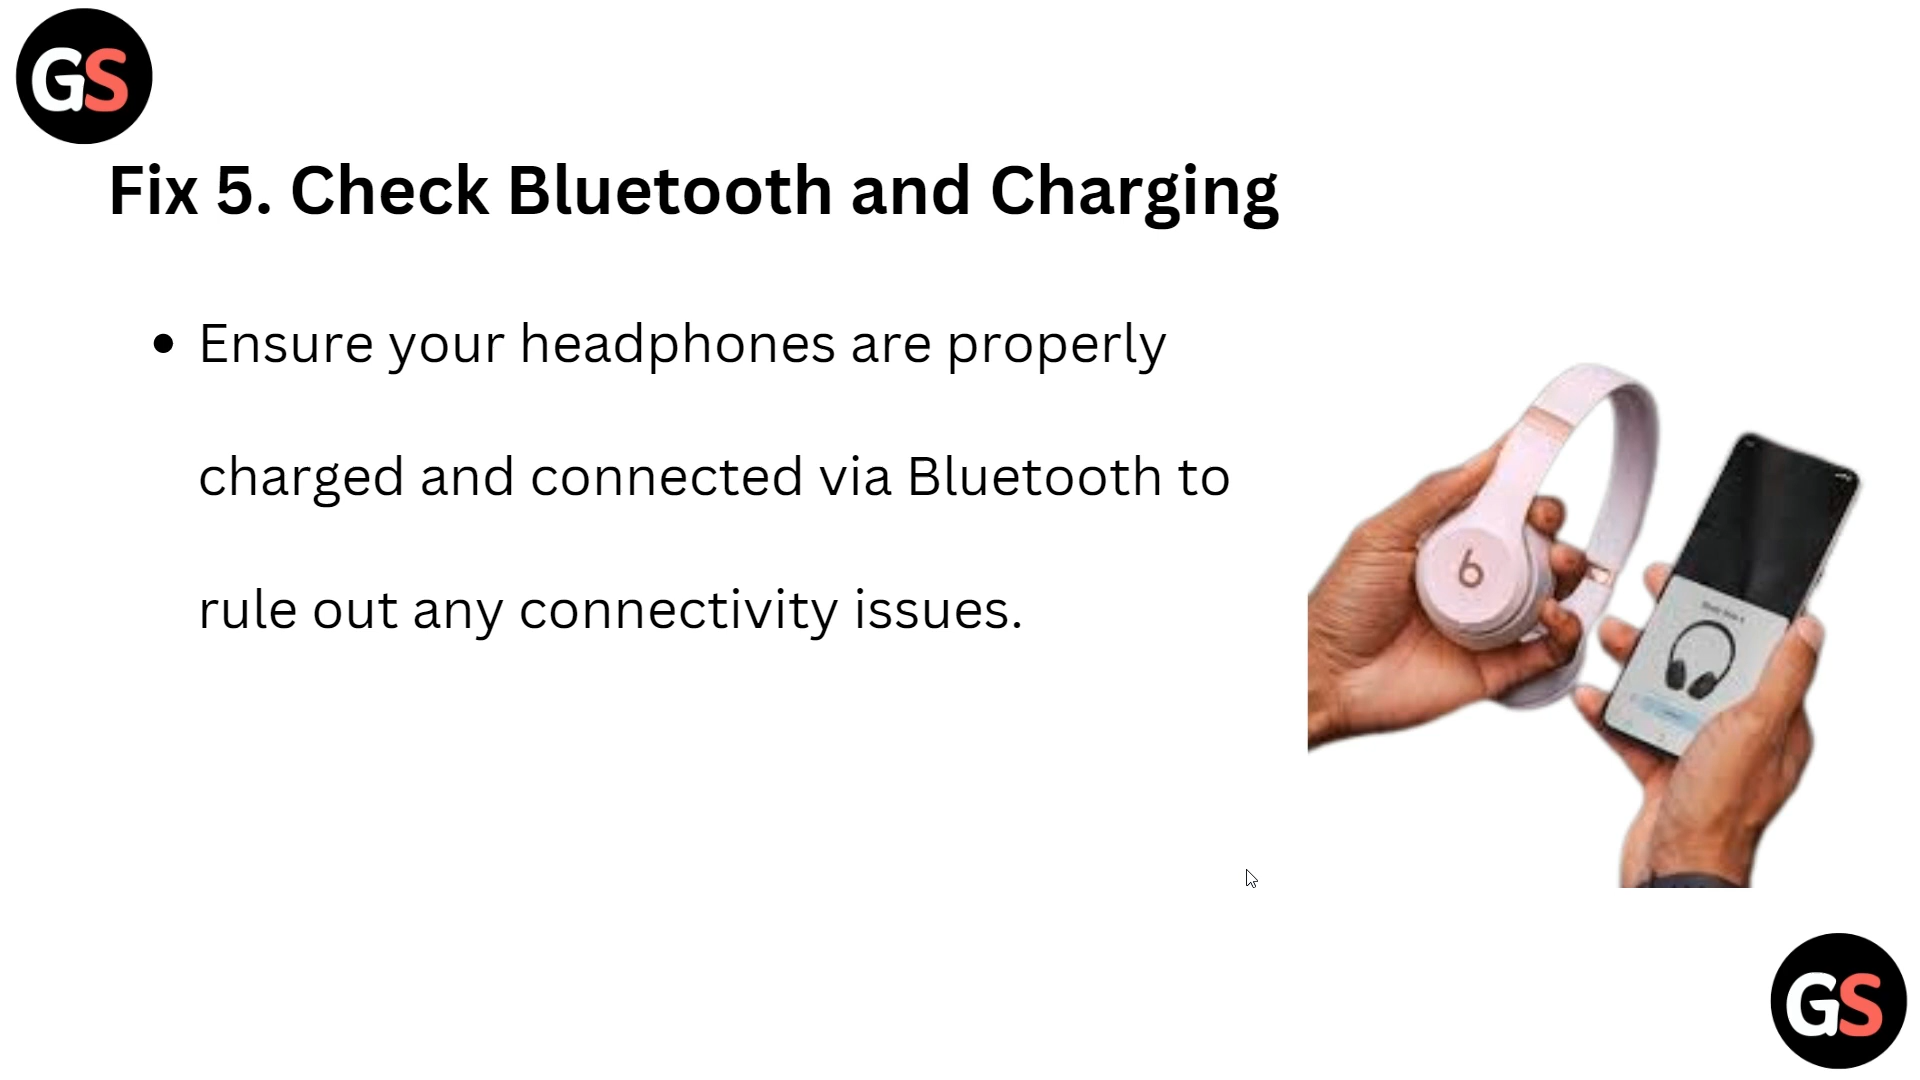 GS
Fix 5. Check Bluetooth and Charging
• Ensure your headphones are properly
charged and connected via Bluetooth to
rule out any connectivity issues.
b
GS